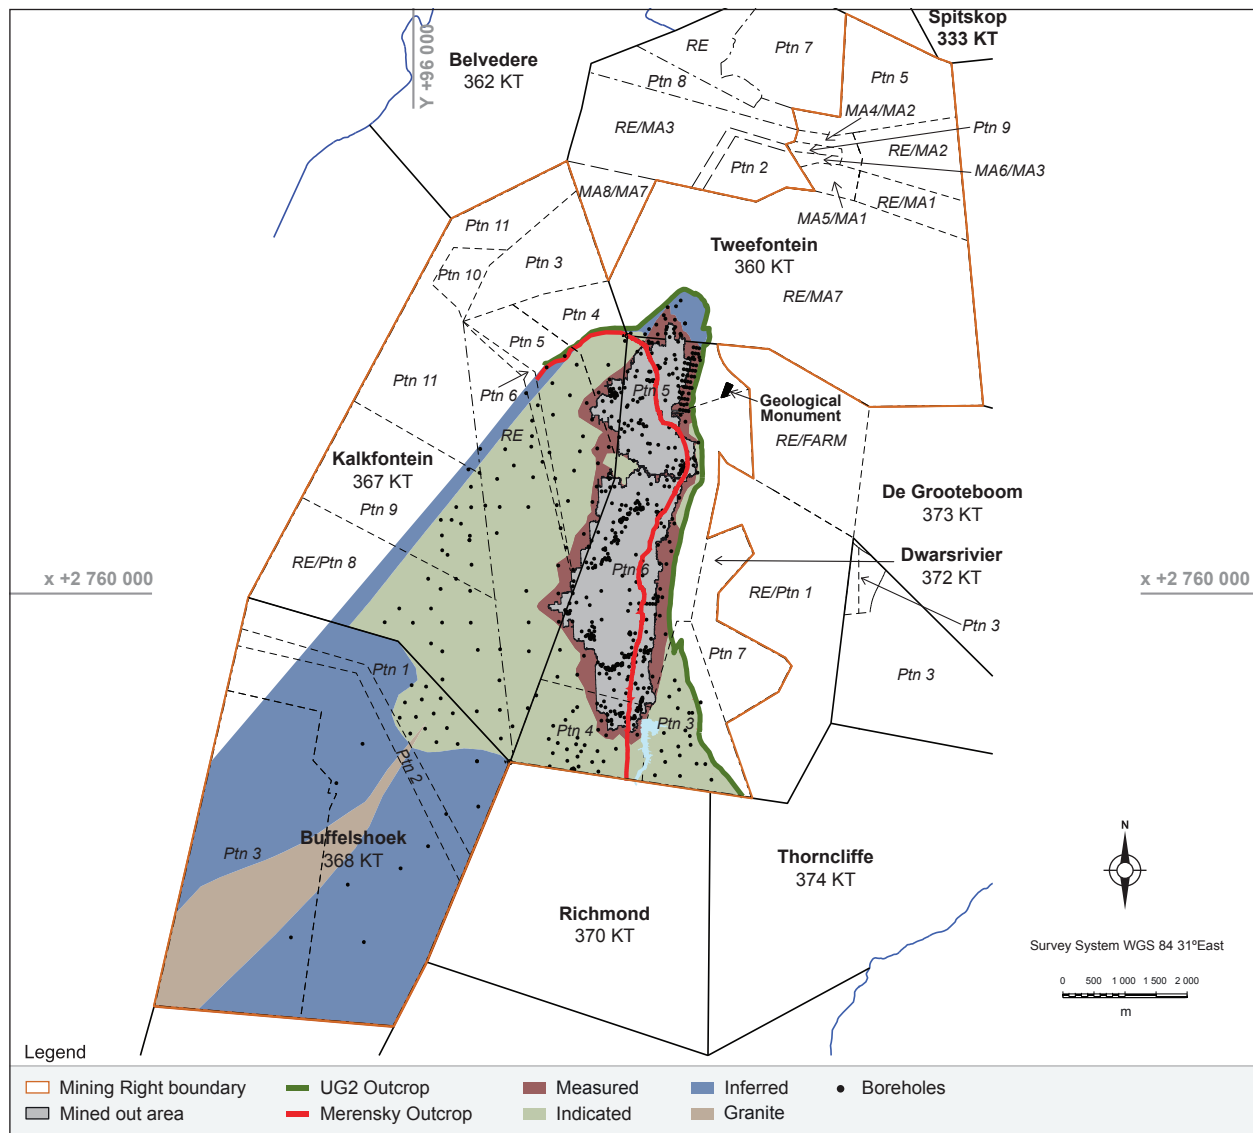 Spitskop
333 KT
Y +96 000
Belvedere
362 KT
RE
Ptn 7
Ptn 8
Ptn 5
MA4/MA2
Ptn 9
RE/MA3
RE/MA2
Ptn 2
MA6/MA3
MA8/MA7
RE/MA1
MA5/MA1
Ptn 11
Tweefontein
360 KT
Ptn 3
Ptn 10
RE/MA7
Ptn 4
Ptn 5
Ptn 11
Ptn 6
Ptn 5
Geological
Monument
RE
RE/FARM
Kalkfontein
367 KT
De Grooteboom
373 KT
Ptn 9
Dwarsrivier
372 KT
RE/Ptn 8
Ptn 6
x +2 760 000
x +2 760 000
RE/Ptn 1
Ptn 3
Ptn 1
Ptn 7
Ptn 3
Ptn 4
Ptn 3
Ptn 2
Buffelshoek
368 KT
Ptn 3
Thorncliffe
374 KT
N
Richmond
370 KT
Survey System WGS 84 31ºEast
0 500 1 000 1 500 2 000
m
Legend
Mining Right boundary
UG2 Outcrop
Measured
Inferred
Boreholes
Mined out area
Merensky Outcrop
Indicated
Granite